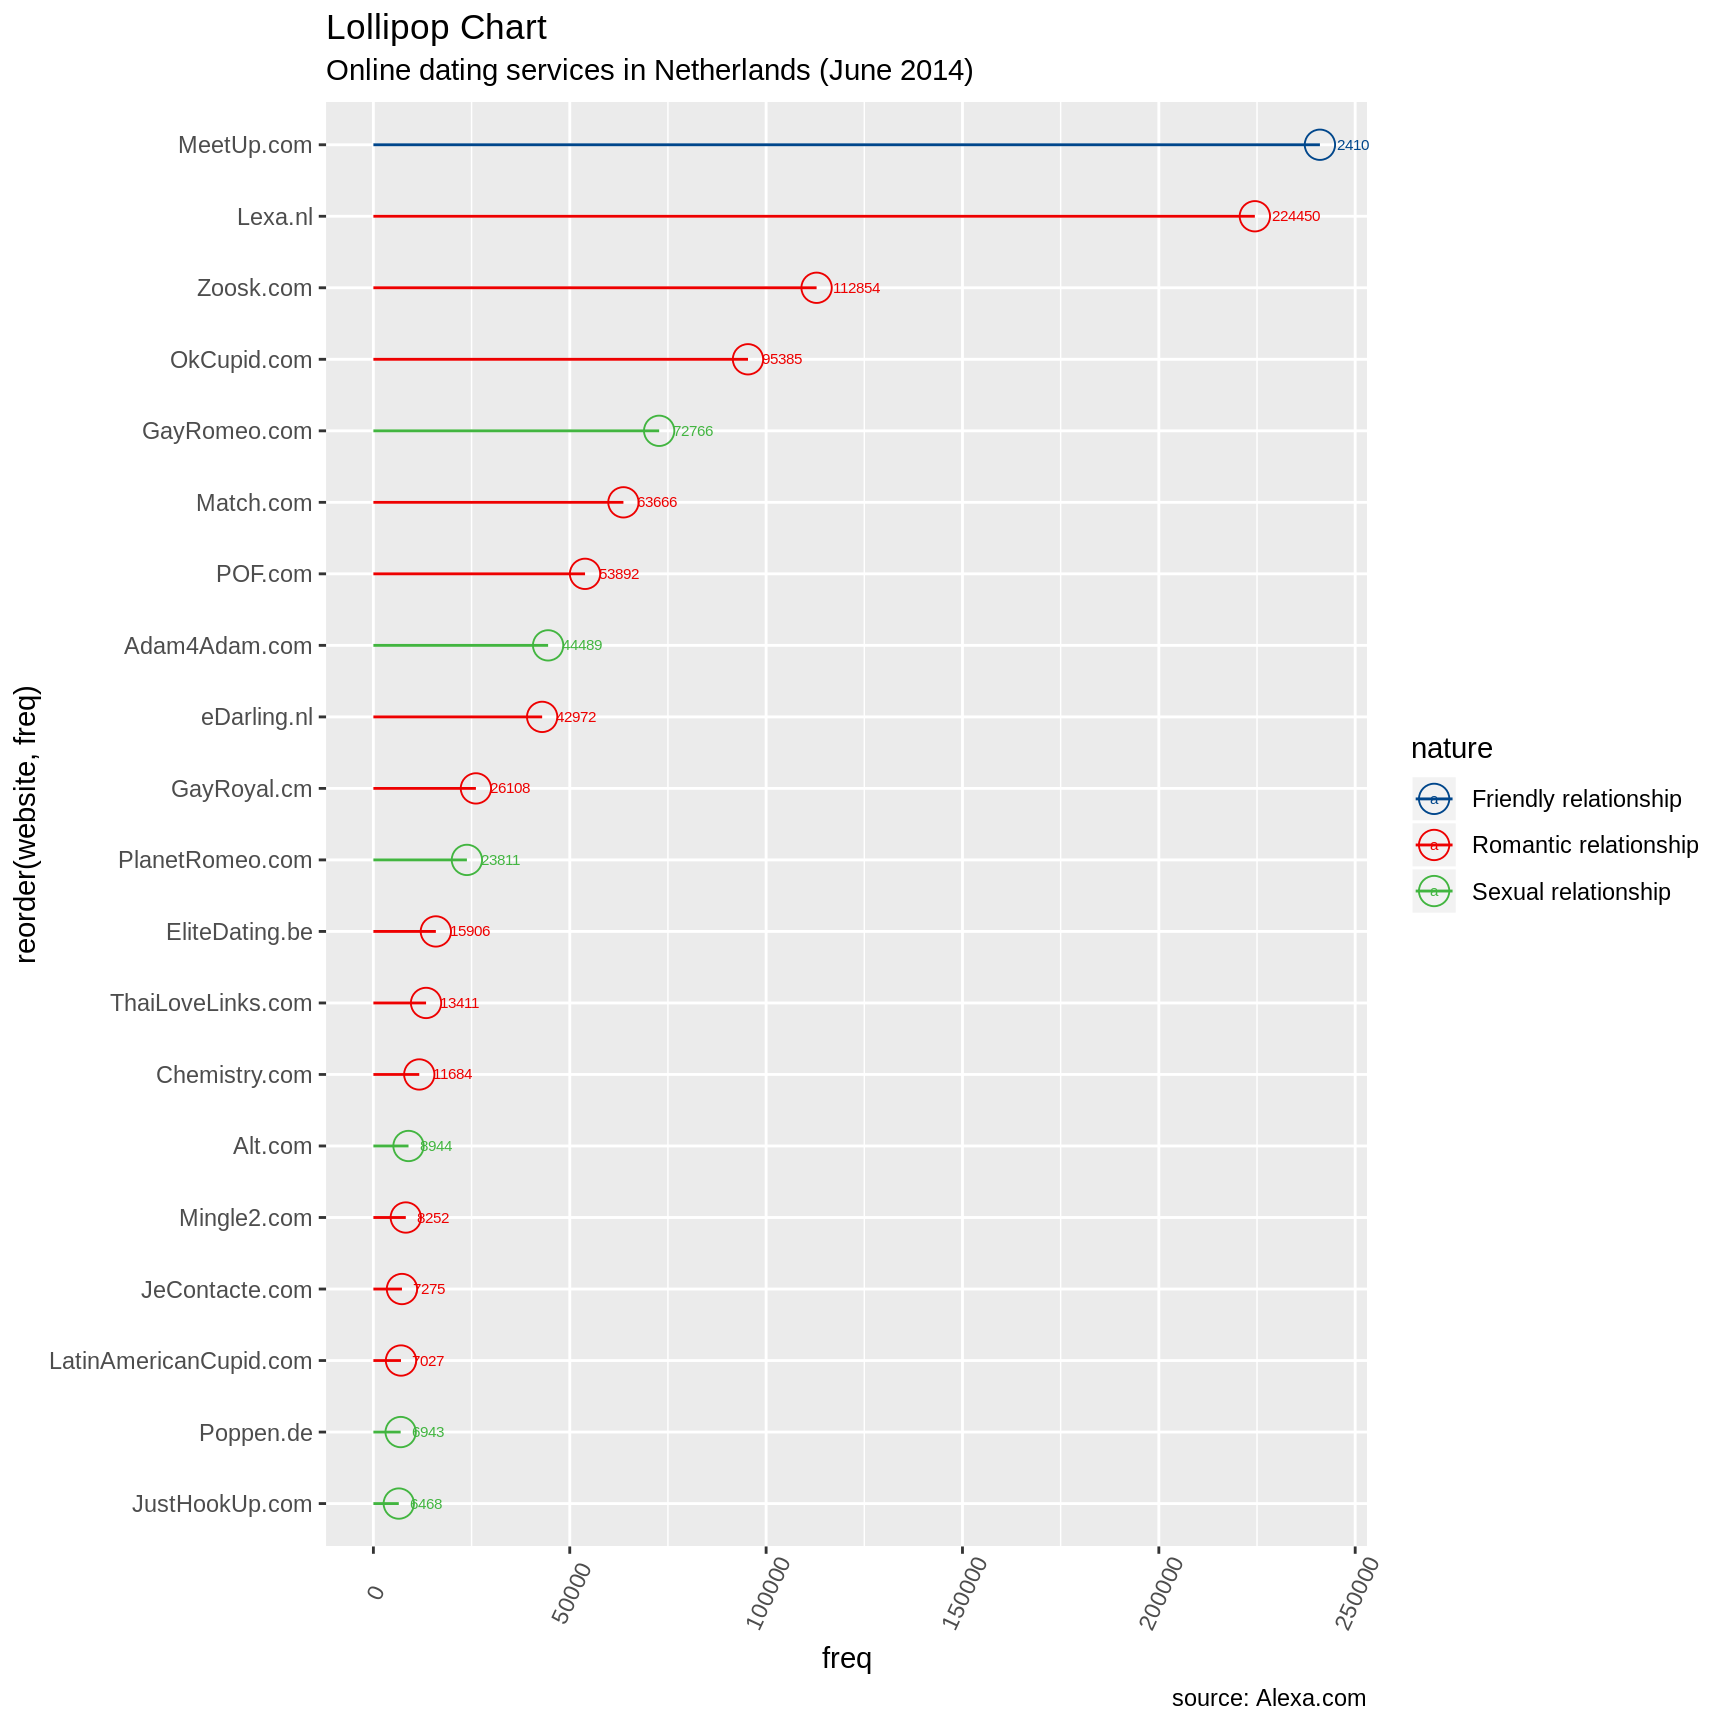 Lollipop Chart
Online dating services in Netherlands (June 2014)
MeetUp.com 2410
Lexa.nl 224450
Zoosk.com 112854
OkCupid.com 95385
GayRomeo.com 72766
Match.com 63666
POF.com 53892
Adam4Adam.com 44489
eDarling.nl 42972
GayRoyal.cm 26108
PlanetRomeo.com 23811
EliteDating.be 15906
ThaiLoveLinks.com 13411
Chemistry.com 11684
Alt.com 8944
Mingle2.com 8252
JeContacte.com 7275
LatinAmericanCupid.com 7027
Poppen.de 6943
JustHookUp.com 6468
reorder(website, freq)
0 50000 100000 150000 200000 250000
freq
source: Alexa.com
nature
a Friendly relationship
a Romantic relationship
a Sexual relationship